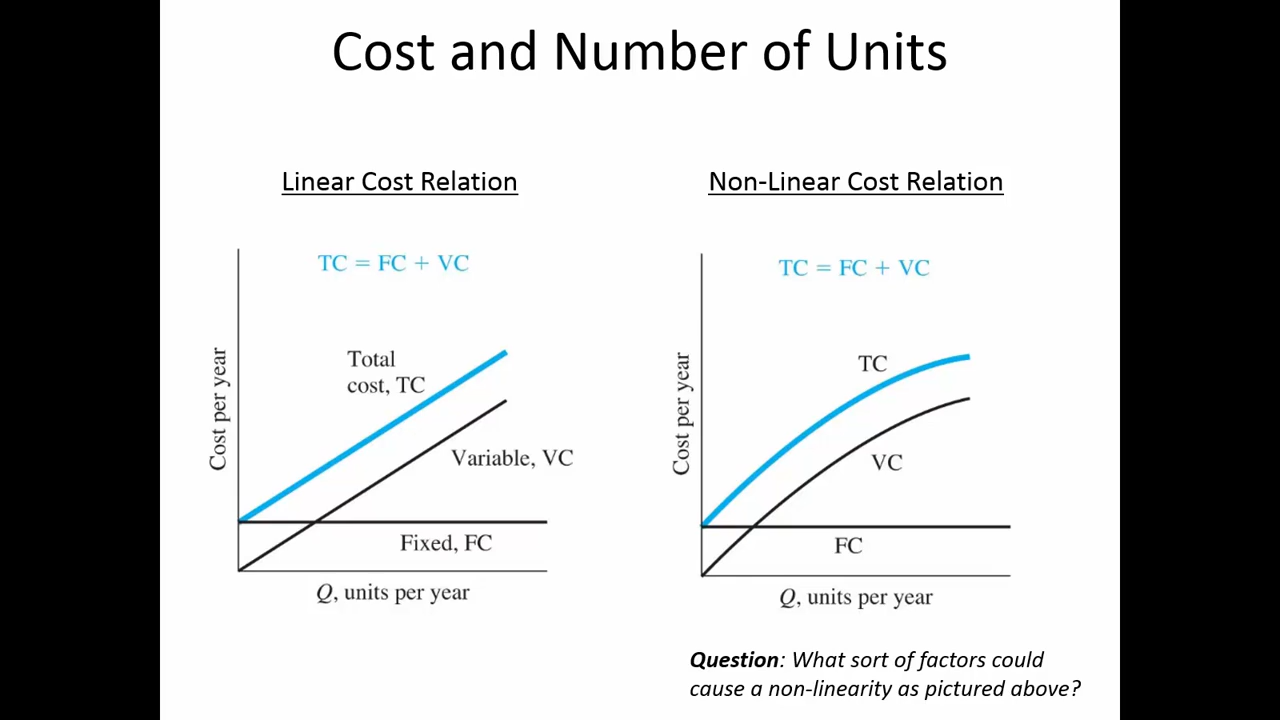 Cost and Number of Units
Linear Cost Relation
TC = FC + VC
Total
cost, TC
Variable, VC
Fixed, FC
Cost per year
Q, units per year
Non-Linear Cost Relation
TC = FC + VC
TC
VC
FC
Cost per year
Q, units per year
Question: What sort of factors could
cause a non-linearity as pictured above?